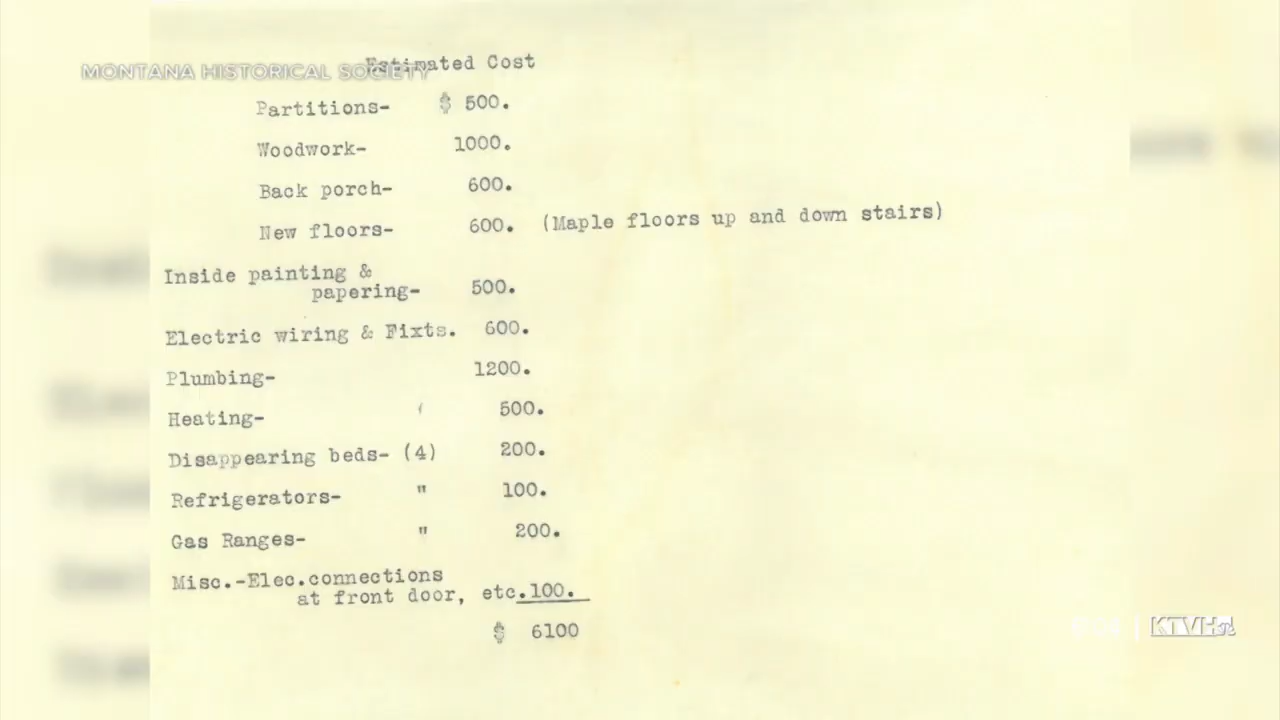 MONTANA HISTORICAL SOCIETY
Estimated Cost
Partitions- $ 500.
Woodwork- 1000.
Back porch- 600.
New floors- 600. (Maple floors up and down stairs)
Inside painting &
papering- 500.
Electric wiring & Fixts. 600.
Plumbing- 1200.
Heating- 500.
Disappearing beds- (4) 200.
Refrigerators- " 100.
Gas Ranges- " 200.
Misc.-Elec.connections
at front door, etc.100.
$ 6100
KTVH